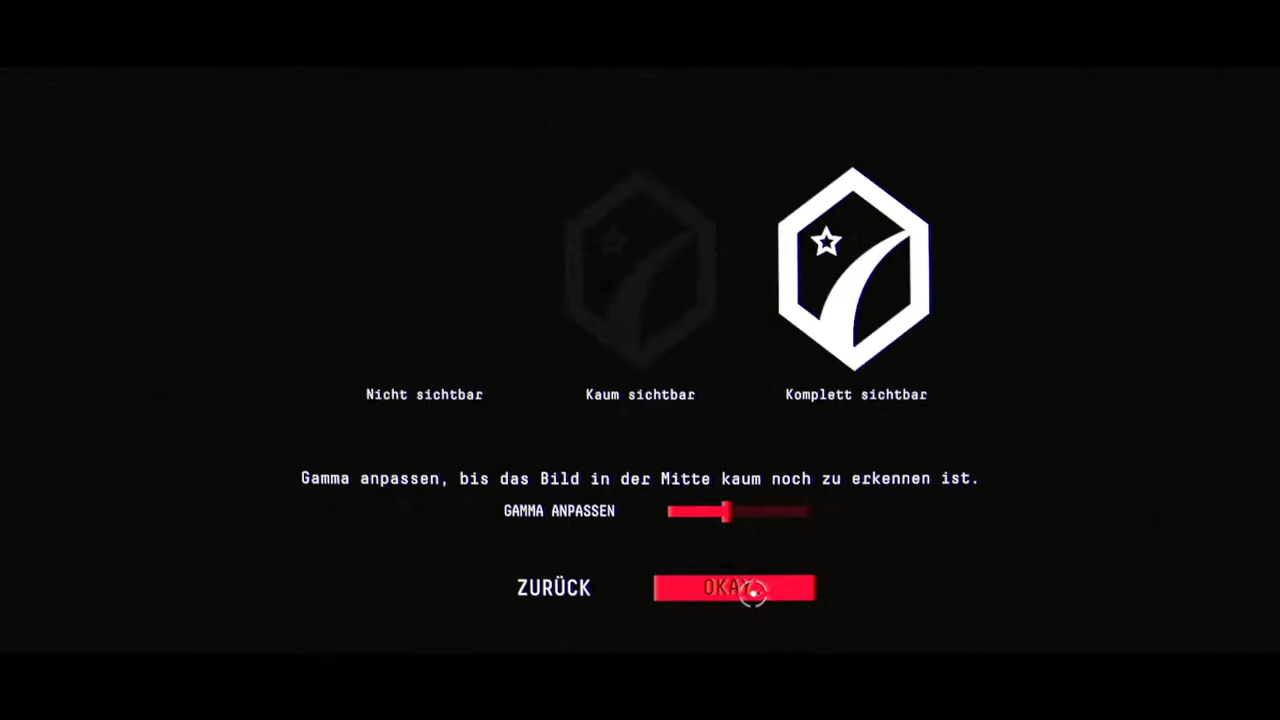 Nicht sichtbar
Kaum sichtbar
Komplett sichtbar
Gamma anpassen, bis das Bild in der Mitte kaum noch zu erkennen ist.
GAMMA ANPASSEN
ZURÜCK
OKAY